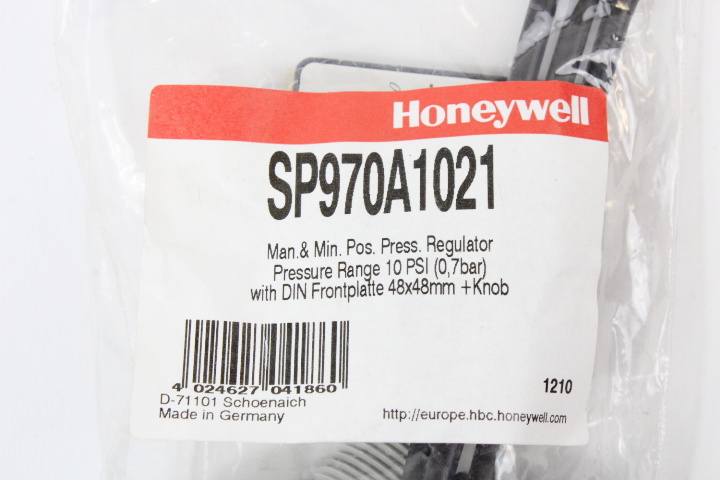 Honeywell
SP970A1021
Man.& Min. Pos. Press. Regulator
Pressure Range 10 PSI (0,7bar)
with DIN Frontplatte 48x48mm +Knob
4 024627 041860
D-71101 Schoenaich
Made in Germany
1210
http://europe.hbc.honeywell.com